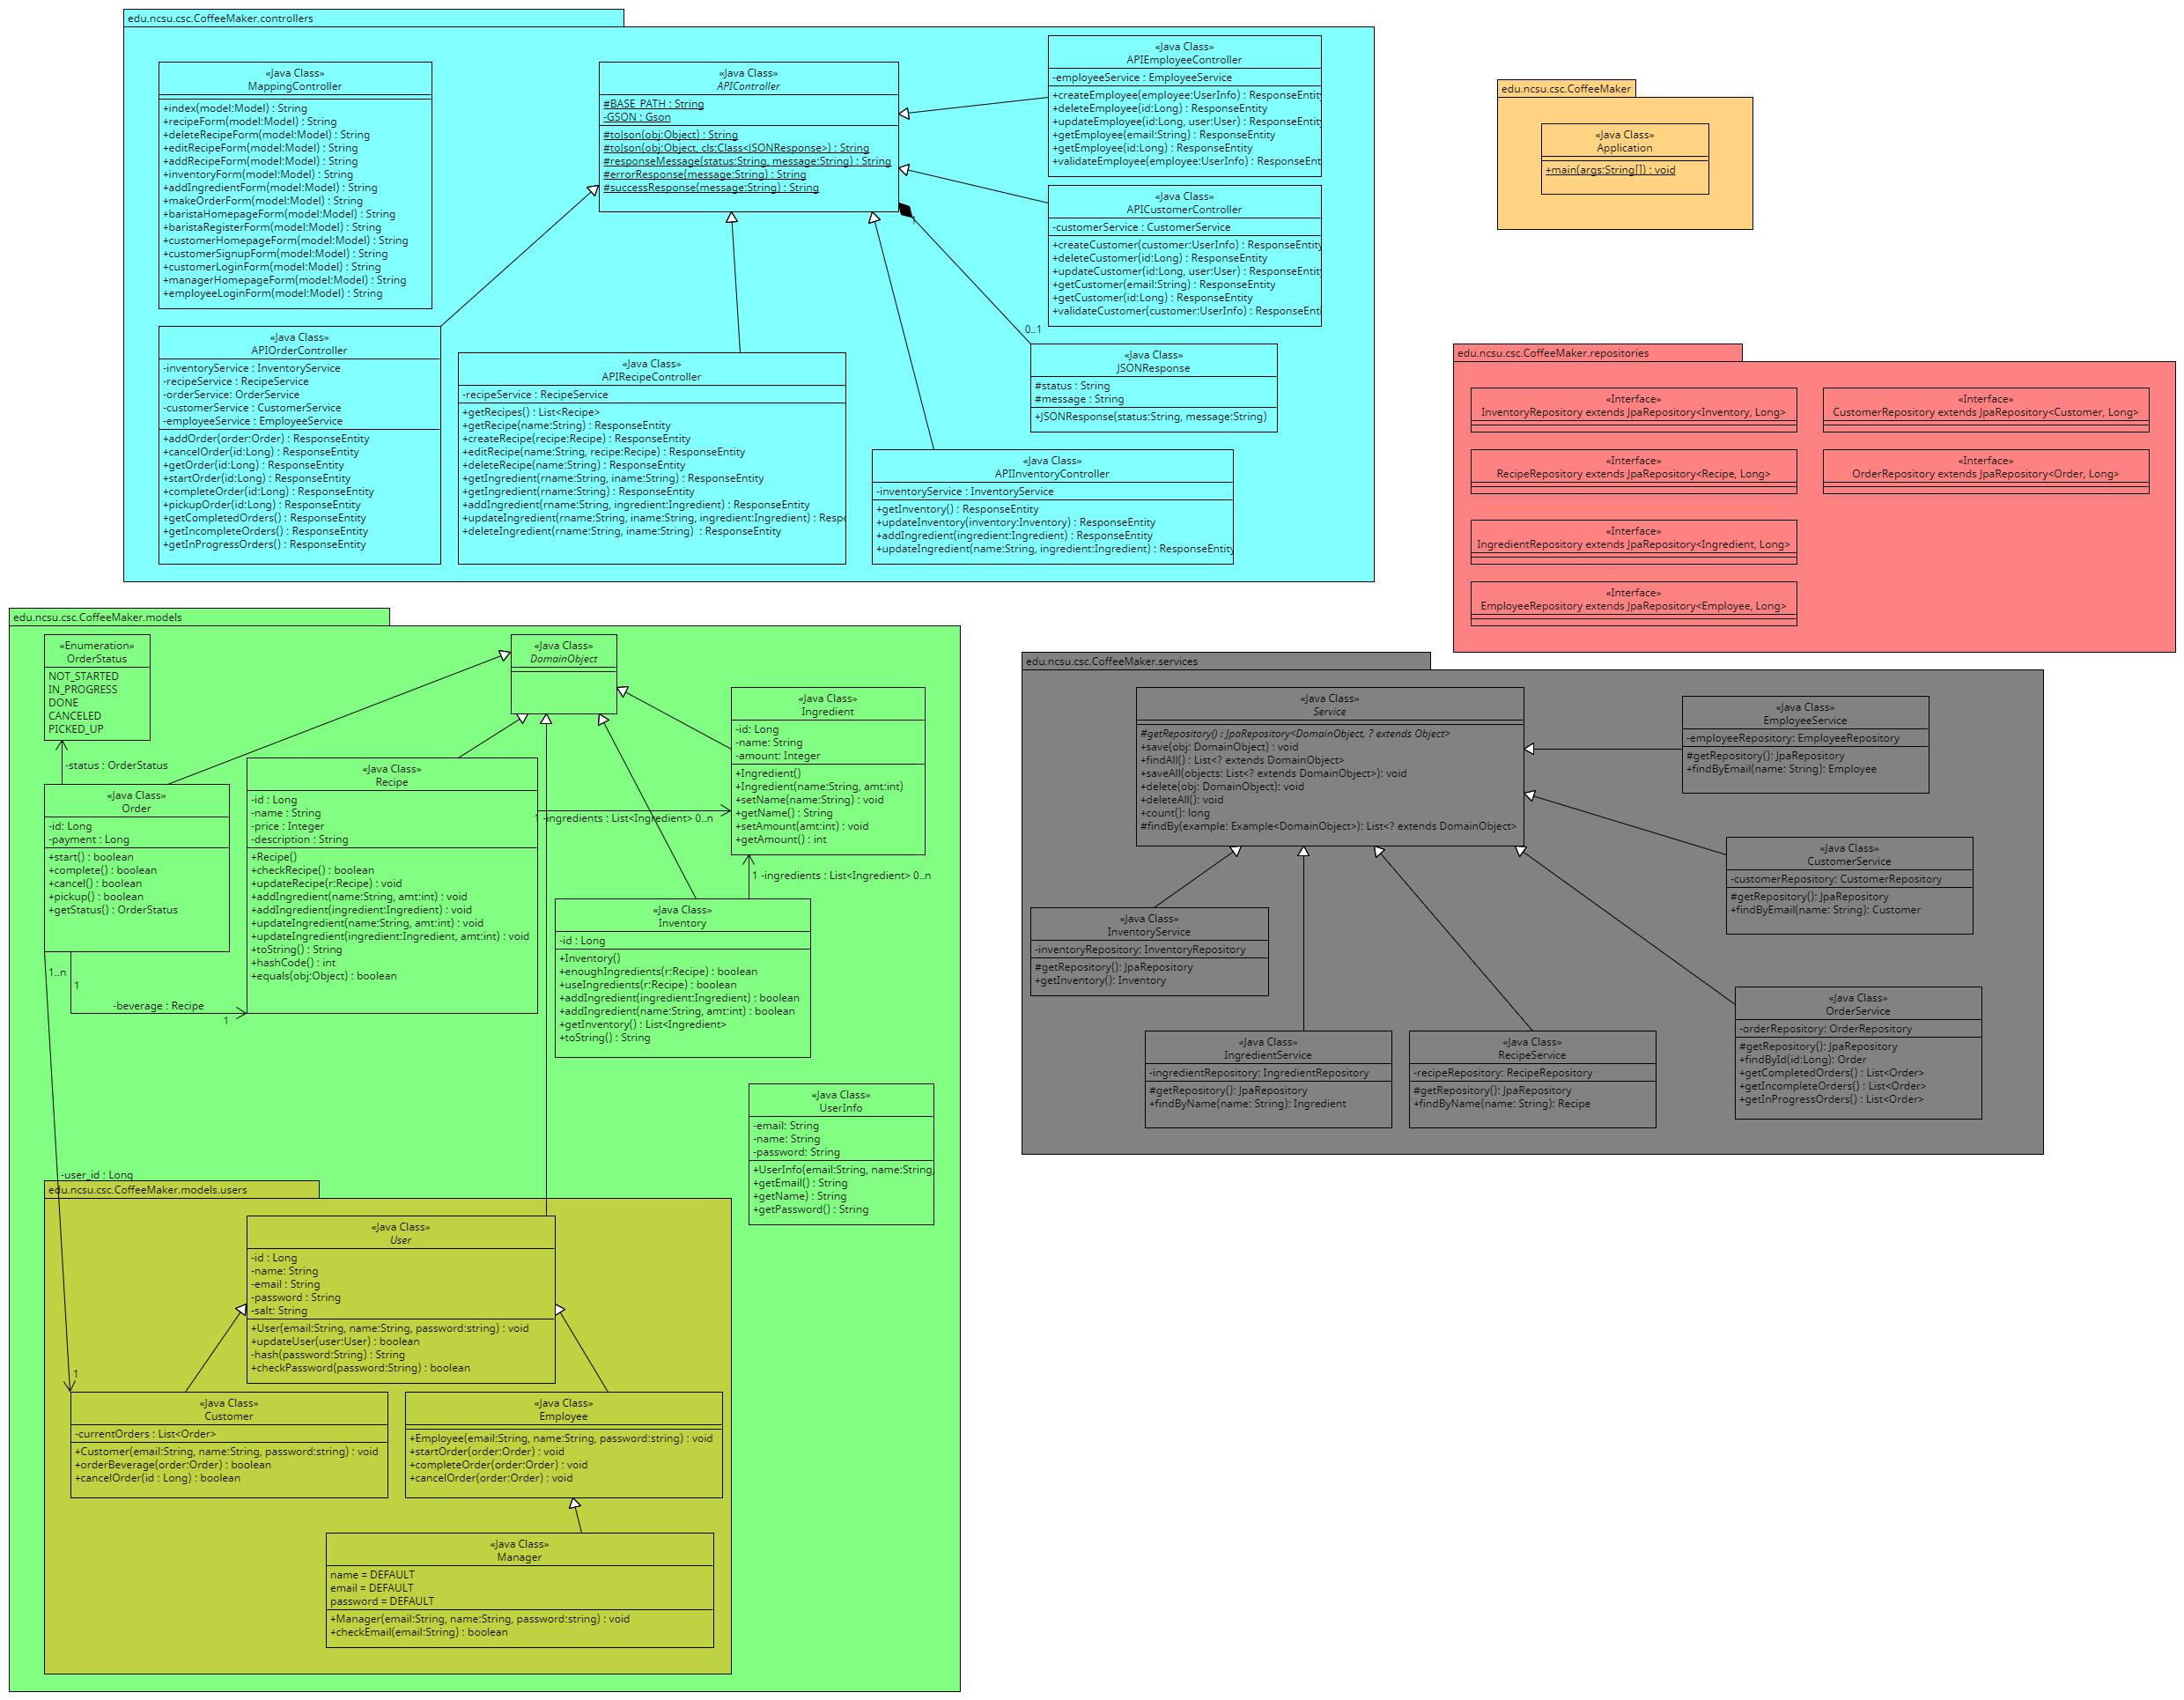 edu.ncsu.csc.CoffeeMaker.controllers
«Java Class»
MappingController
+index(model:Model) : String
+recipeForm(model:Model) : String
+deleteRecipeForm(model:Model) : String
+editRecipeForm(model:Model) : String
+addRecipeForm(model:Model) : String
+inventoryForm(model:Model) : String
+addIngredientForm(model:Model) : String
+makeOrderForm(model:Model) : String
+baristaHomepageForm(model:Model) : String
+baristaRegisterForm(model:Model) : String
+customerHomepageForm(model:Model) : String
+customerSignupForm(model:Model) : String
+customerLoginForm(model:Model) : String
+managerHomepageForm(model:Model) : String
+employeeLoginForm(model:Model) : String
«Java Class»
APIController
#BASE_PATH : String
-GSON : Gson
#toJson(obj:Object) : String
#toJson(obj:Object, cls:Class<JSONResponse>) : String
#responseMessage(status:String, message:String) : String
#errorResponse(message:String) : String
#successResponse(message:String) : String
1
0..1
«Java Class»
APIEmployeeController
-employeeService : EmployeeService
+createEmployee(employee:UserInfo) : ResponseEntity
+deleteEmployee(id:Long) : ResponseEntity
+updateEmployee(id:Long, user:User) : ResponseEntity
+getEmployee(email:String) : ResponseEntity
+getEmployee(id:Long) : ResponseEntity
+validateEmployee(employee:UserInfo) : ResponseEnt
«Java Class»
APICustomerController
-customerService : CustomerService
+createCustomer(customer:UserInfo) : ResponseEntity
+deleteCustomer(id:Long) : ResponseEntity
+updateCustomer(id:Long, user:User) : ResponseEntity
+getCustomer(email:String) : ResponseEntity
+getCustomer(id:Long) : ResponseEntity
+validateCustomer(customer:UserInfo) : ResponseEnti
«Java Class»
APIOrderController
-inventoryService : InventoryService
-recipeService : RecipeService
-orderService: OrderService
-customerService : CustomerService
-employeeService : EmployeeService
+addOrder(order:Order) : ResponseEntity
+cancelOrder(id:Long) : ResponseEntity
+getOrder(id:Long) : ResponseEntity
+startOrder(id:Long) : ResponseEntity
+completeOrder(id:Long) : ResponseEntity
+pickupOrder(id:Long) : ResponseEntity
+getCompletedOrders() : ResponseEntity
+getIncompleteOrders() : ResponseEntity
+getInProgressOrders() : ResponseEntity
«Java Class»
APIRecipeController
-recipeService : RecipeService
+getRecipes() : List<Recipe>
+getRecipe(name:String) : ResponseEntity
+createRecipe(recipe:Recipe) : ResponseEntity
+editRecipe(name:String, recipe:Recipe) : ResponseEntity
+deleteRecipe(name:String) : ResponseEntity
+getIngredient(rname:String, iname:String) : ResponseEntity
+getIngredient(rname:String) : ResponseEntity
+addIngredient(rname:String, ingredient:Ingredient) : ResponseEntity
+updateIngredient(rname:String, iname:String, ingredient:Ingredient) : Resp
+deleteIngredient(rname:String, iname:String)  : ResponseEntity
«Java Class»
JSONResponse
#status : String
#message : String
+JSONResponse(status:String, message:String)
«Java Class»
APIInventoryController
-inventoryService : InventoryService
+getInventory() : ResponseEntity
+updateInventory(inventory:Inventory) : ResponseEntity
+addIngredient(ingredient:Ingredient) : ResponseEntity
+updateIngredient(name:String, ingredient:Ingredient) : ResponseEntity
edu.ncsu.csc.CoffeeMaker
«Java Class»
Application
+main(args:String[]) : void
edu.ncsu.csc.CoffeeMaker.repositories
«Interface»
InventoryRepository extends JpaRepository<Inventory, Long>
«Interface»
CustomerRepository extends JpaRepository<Customer, Long>
«Interface»
RecipeRepository extends JpaRepository<Recipe, Long>
«Interface»
OrderRepository extends JpaRepository<Order, Long>
«Interface»
IngredientRepository extends JpaRepository<Ingredient, Long>
«Interface»
EmployeeRepository extends JpaRepository<Employee, Long>
edu.ncsu.csc.CoffeeMaker.models
«Enumeration»
OrderStatus
NOT_STARTED
IN_PROGRESS
DONE
CANCELED
PICKED_UP
-status : OrderStatus
«Java Class»
DomainObject
«Java Class»
Order
-id: Long
-payment : Long
+start() : boolean
+complete() : boolean
+cancel() : boolean
+pickup() : boolean
+getStatus() : OrderStatus
1..n
1
-beverage : Recipe
1
«Java Class»
Recipe
-id : Long
-name : String
-price : Integer
-description : String
+Recipe()
+checkRecipe() : boolean
+updateRecipe(r:Recipe) : void
+addIngredient(name:String, amt:int) : void
+addIngredient(ingredient:Ingredient) : void
+updateIngredient(name:String, amt:int) : void
+updateIngredient(ingredient:Ingredient, amt:int) : void
+toString() : String
+hashCode() : int
+equals(obj:Object) : boolean
1 -ingredients : List<Ingredient> 0..n
«Java Class»
Ingredient
-id: Long
-name: String
-amount: Integer
+Ingredient()
+Ingredient(name:String, amt:int)
+setName(name:String) : void
+getName() : String
+setAmount(amt:int) : void
+getAmount() : int
1 -ingredients : List<Ingredient> 0..n
«Java Class»
Inventory
-id : Long
+Inventory()
+enoughIngredients(r:Recipe) : boolean
+useIngredients(r:Recipe) : boolean
+addIngredient(ingredient:Ingredient) : boolean
+addIngredient(name:String, amt:int) : boolean
+getInventory() : List<Ingredient>
+toString() : String
«Java Class»
UserInfo
-email: String
-name: String
-password: String
+UserInfo(email:String, name:String,
+getEmail() : String
+getName) : String
+getPassword() : String
-user_id : Long
edu.ncsu.csc.CoffeeMaker.models.users
«Java Class»
User
-id : Long
-name: String
-email : String
-password : String
-salt: String
+User(email:String, name:String, password:string) : void
+updateUser(user:User) : boolean
-hash(password:String) : String
+checkPassword(password:String) : boolean
1
«Java Class»
Customer
-currentOrders : List<Order>
+Customer(email:String, name:String, password:string) : void
+orderBeverage(order:Order) : boolean
+cancelOrder(id : Long) : boolean
«Java Class»
Employee
+Employee(email:String, name:String, password:string) : void
+startOrder(order:Order) : void
+completeOrder(order:Order) : void
+cancelOrder(order:Order) : void
«Java Class»
Manager
name = DEFAULT
email = DEFAULT
password = DEFAULT
+Manager(email:String, name:String, password:string) : void
+checkEmail(email:String) : boolean
edu.ncsu.csc.CoffeeMaker.services
«Java Class»
Service
#getRepository() : JpaRepository<DomainObject, ? extends Object>
+save(obj: DomainObject) : void
+findAll() : List<? extends DomainObject>
+saveAll(objects: List<? extends DomainObject>): void
+delete(obj: DomainObject): void
+deleteAll(): void
+count(): long
#findBy(example: Example<DomainObject>): List<? extends DomainObject>
«Java Class»
EmployeeService
-employeeRepository: EmployeeRepository
#getRepository(): JpaRepository
+findByEmail(name: String): Employee
«Java Class»
CustomerService
-customerRepository: CustomerRepository
#getRepository(): JpaRepository
+findByEmail(name: String): Customer
«Java Class»
InventoryService
-inventoryRepository: InventoryRepository
#getRepository(): JpaRepository
+getInventory(): Inventory
«Java Class»
IngredientService
-ingredientRepository: IngredientRepository
#getRepository(): JpaRepository
+findByName(name: String): Ingredient
«Java Class»
RecipeService
-recipeRepository: RecipeRepository
#getRepository(): JpaRepository
+findByName(name: String): Recipe
«Java Class»
OrderService
-orderRepository: OrderRepository
#getRepository(): JpaRepository
+findById(id:Long): Order
+getCompletedOrders() : List<Order>
+getIncompleteOrders() : List<Order>
+getInProgressOrders() : List<Order>